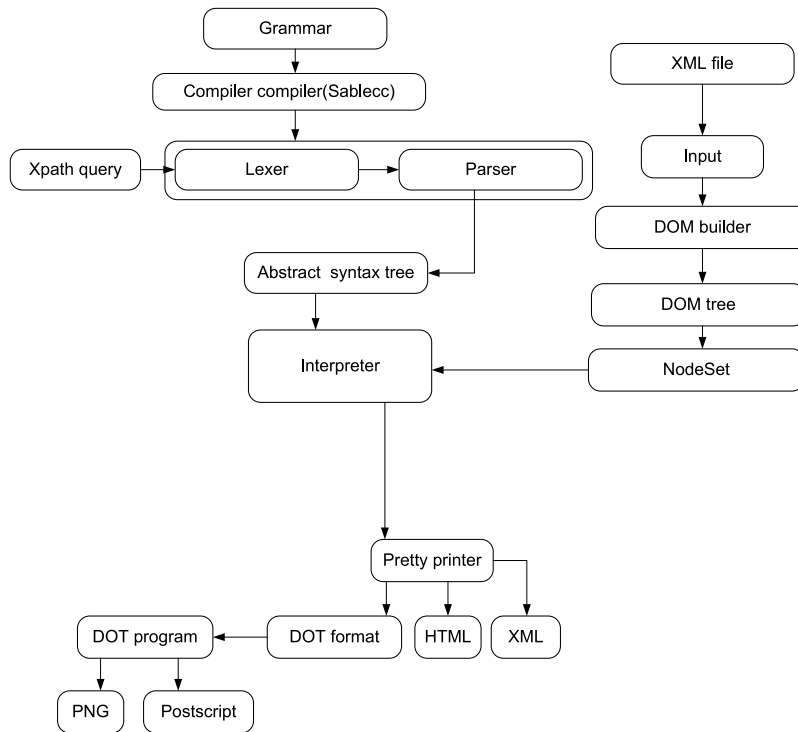 Grammar
XML file
Compiler compiler(Sablecc)
Input
Xpath query
Lexer
Parser
DOM builder
Abstract syntax tree
DOM tree
Interpreter
NodeSet
Pretty printer
DOT program
DOT format
HTML
XML
PNG
Postscript